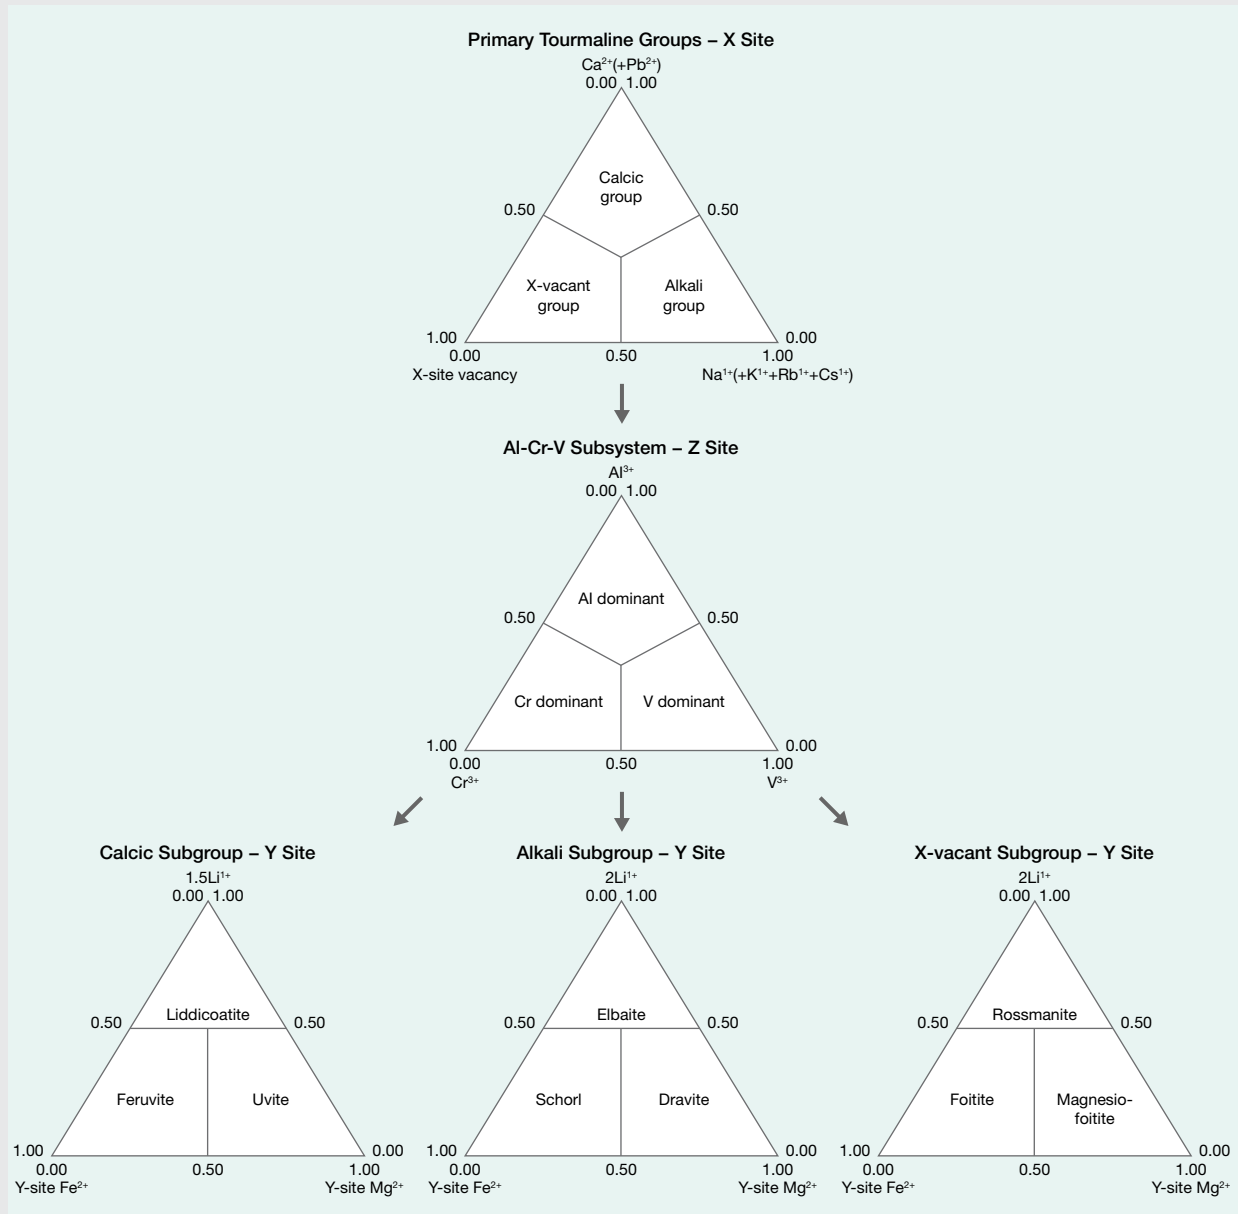 Primary Tourmaline Groups – X Site
Ca²⁺(+Pb²⁺)
0.00 1.00
Calcic
group
0.50
0.50
X-vacant
group
Alkali
group
1.00
0.00
0.00
0.50
1.00
X-site vacancy
Na¹⁺(+K¹⁺+Rb¹⁺+Cs¹⁺)
Al-Cr-V Subsystem – Z Site
Al³⁺
0.00 1.00
Al dominant
0.50
0.50
Cr dominant
V dominant
1.00
0.00
0.00
0.50
1.00
Cr³⁺
V³⁺
Calcic Subgroup – Y Site
1.5Li¹⁺
0.00 1.00
Liddicoatite
0.50
0.50
Feruvite
Uvite
1.00
0.00
0.00
0.50
1.00
Y-site Fe²⁺
Y-site Mg²⁺
Alkali Subgroup – Y Site
2Li¹⁺
0.00 1.00
Elbaite
0.50
0.50
Schorl
Dravite
1.00
0.00
0.00
0.50
1.00
Y-site Fe²⁺
Y-site Mg²⁺
X-vacant Subgroup – Y Site
2Li¹⁺
0.00 1.00
Rossmanite
0.50
0.50
Foitite
Magnesio-
foitite
1.00
0.00
0.00
0.50
1.00
Y-site Fe²⁺
Y-site Mg²⁺